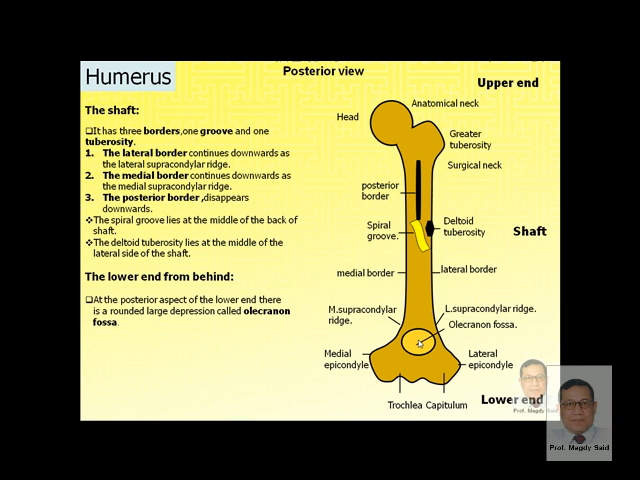 Humerus
Posterior view
Upper end
The shaft:
❑It has three borders,one groove and one
tuberosity.
1. The lateral border continues downwards as
the lateral supracondylar ridge.
2. The medial border continues downwards as
the medial supracondylar ridge.
3. The posterior border ,disappears
downwards.
❖The spiral groove lies at the middle of the back of
shaft.
❖The deltoid tuberosity lies at the middle of the
lateral side of the shaft.
The lower end from behind:
❑At the posterior aspect of the lower end there
is a rounded large depression called olecranon
fossa.
Anatomical neck
Head
Greater
tuberosity
Surgical neck
posterior
border
Spiral
groove.
Deltoid
tuberosity
Shaft
medial border
lateral border
M.supracondylar
ridge.
L.supracondylar ridge.
Olecranon fossa.
Medial
epicondyle
Lateral
epicondyle
Trochlea Capitulum
Lower end
Prof. Magdy Said
Prof. Magdy Said